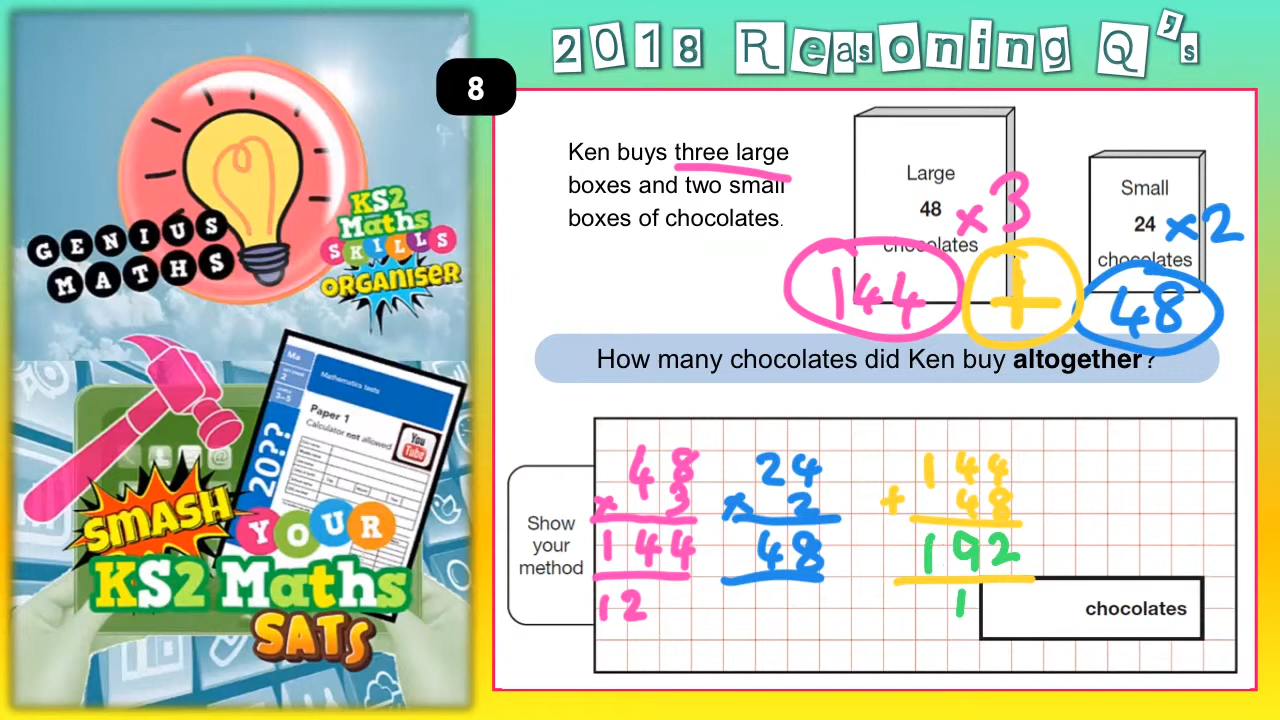 2018 Reasoning Q's
8
GENIUS
MATHS
KS2
Maths
SKILLS
ORGANISER
Ma
Mathematics tests
Paper 1
Calculator not allowed
20??
You
Tube
SMASH
YOUR
KS2 Maths
SATS
Ken buys three large
boxes and two small
boxes of chocolates.
Large
48 × 3
chocolates
144
+
Small
24 × 2
chocolates
48
How many chocolates did Ken buy altogether?
Show
your
method
48
× 3
144
12
24
× 2
48
144
+ 48
192
1
chocolates